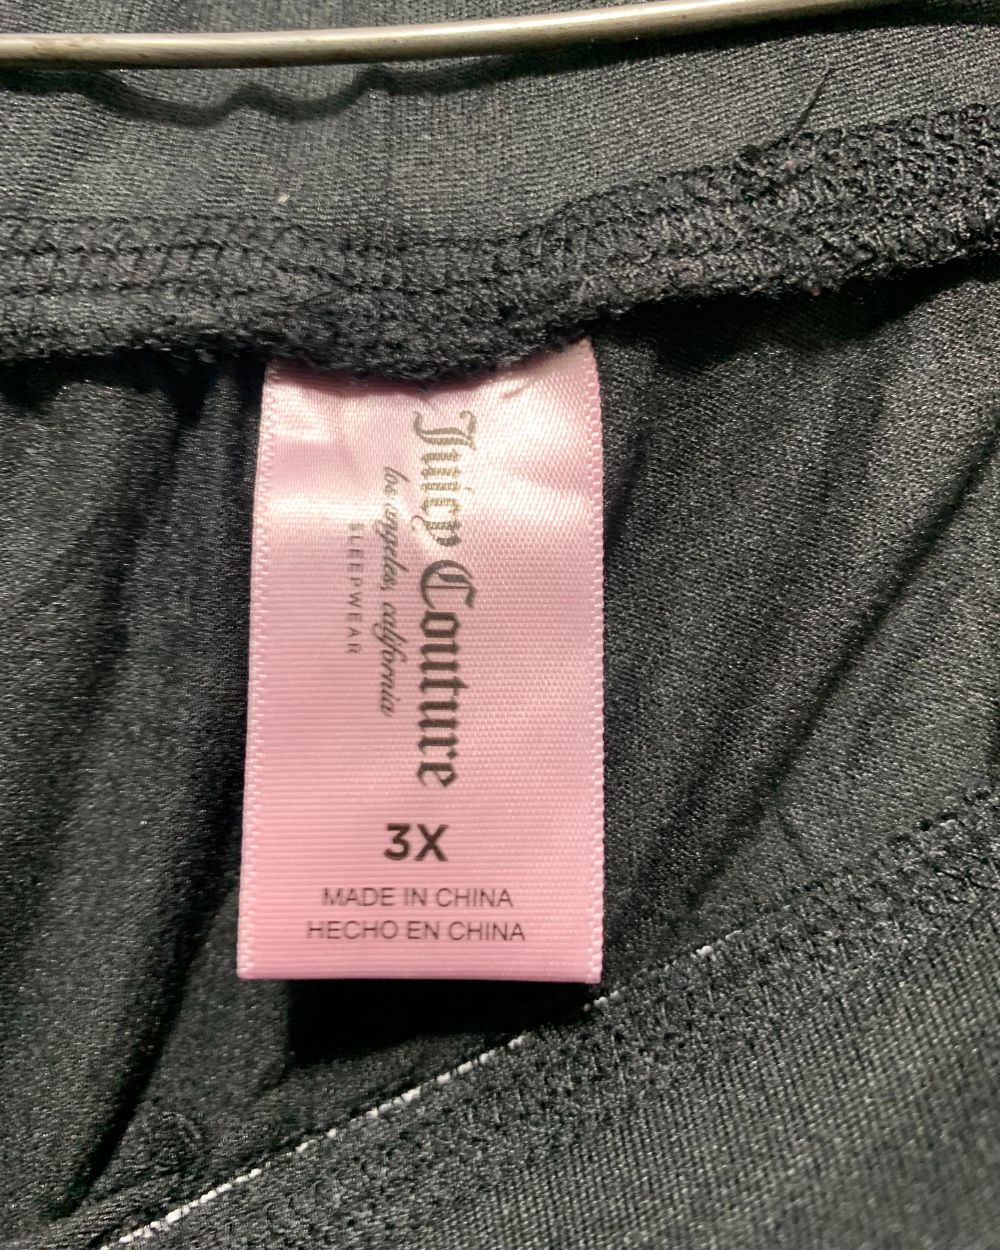 Juicy Couture
los angeles, california
SLEEPWEAR
3X
MADE IN CHINA
HECHO EN CHINA